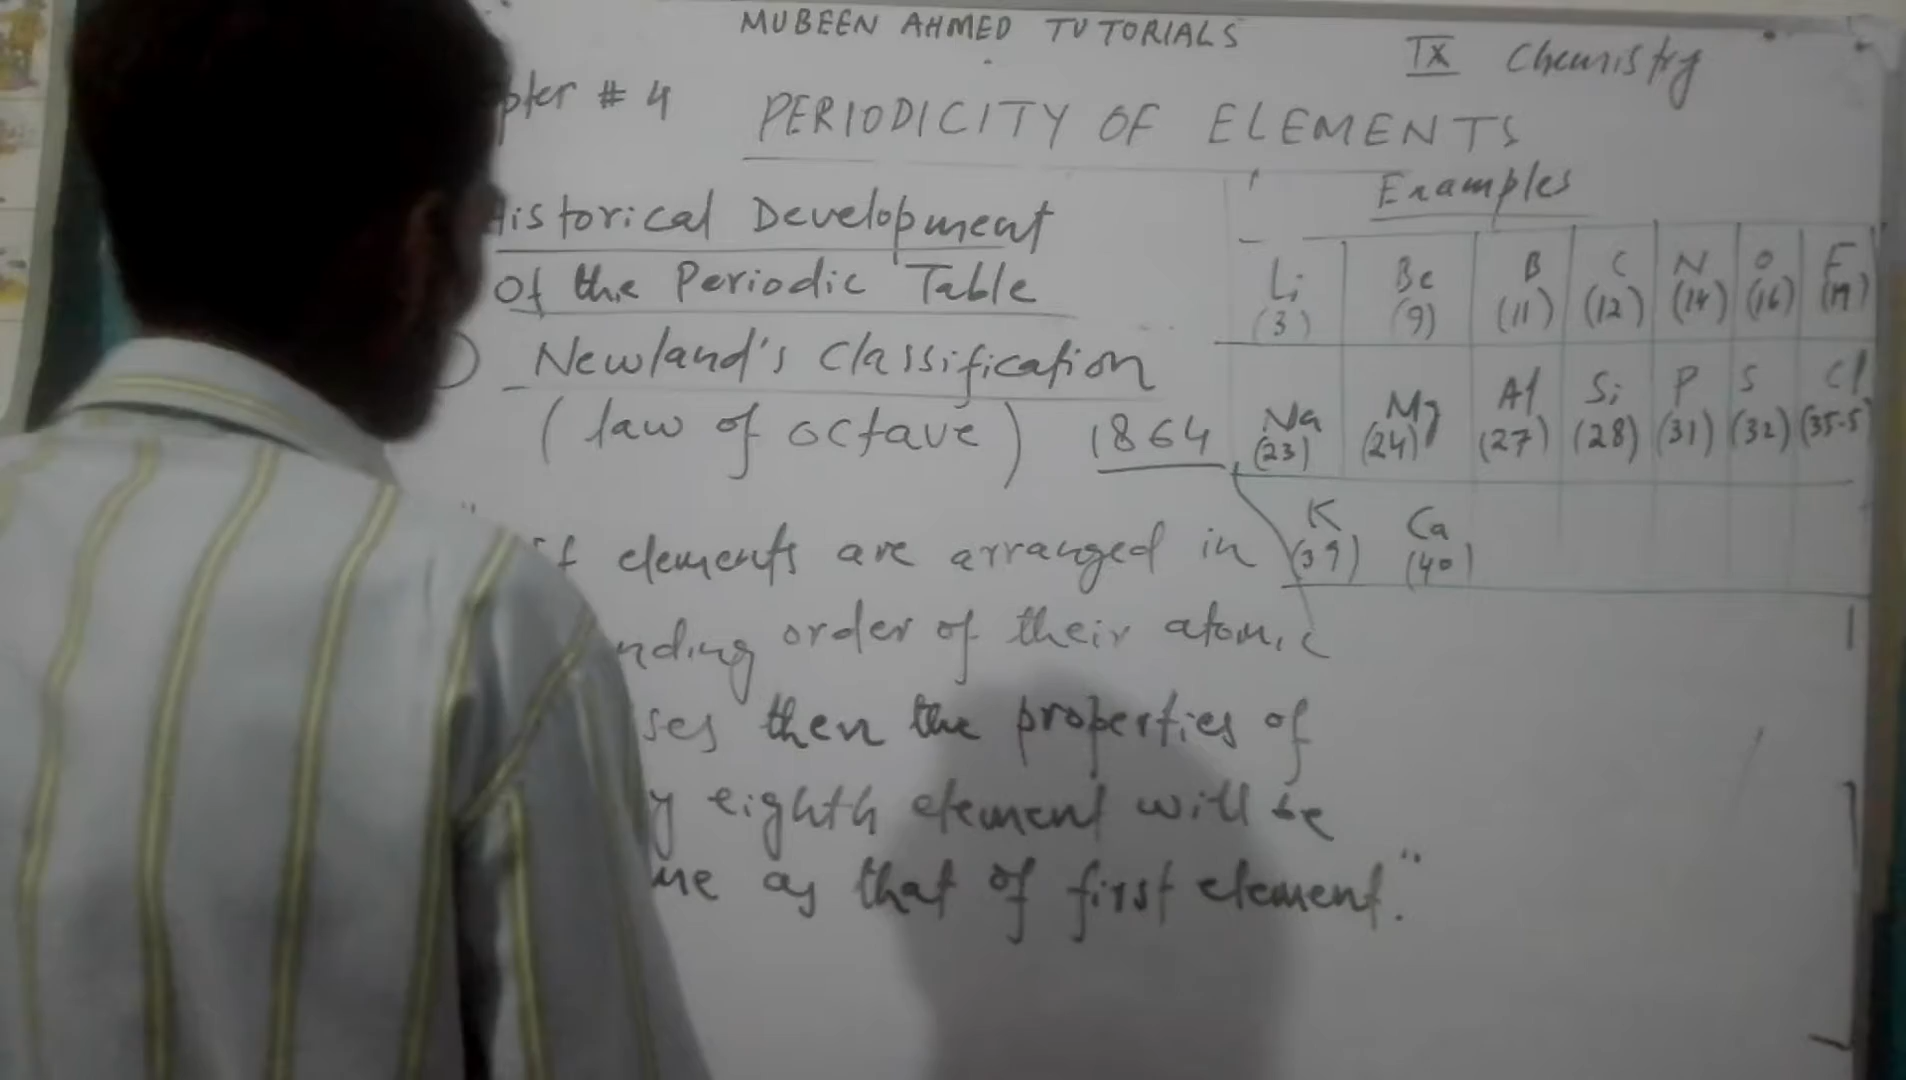 MUBEEN AHMED TUTORIALS
IX Chemistry
pter # 4
PERIODICITY OF ELEMENTS
Historical Development
Of the Periodic Table
Newland's Classification
(law of octave) 1864
"If elements are arranged in
nding order of their atomic
ses then the properties of
y eighth element will be
me as that of first element."
Examples
Li Be B C N O F
(3) (9) (11) (12) (14) (16) (19)
Na Mg Al Si P S Cl
(23) (24) (27) (28) (31) (32) (35.5)
K Ca
(39) (40)